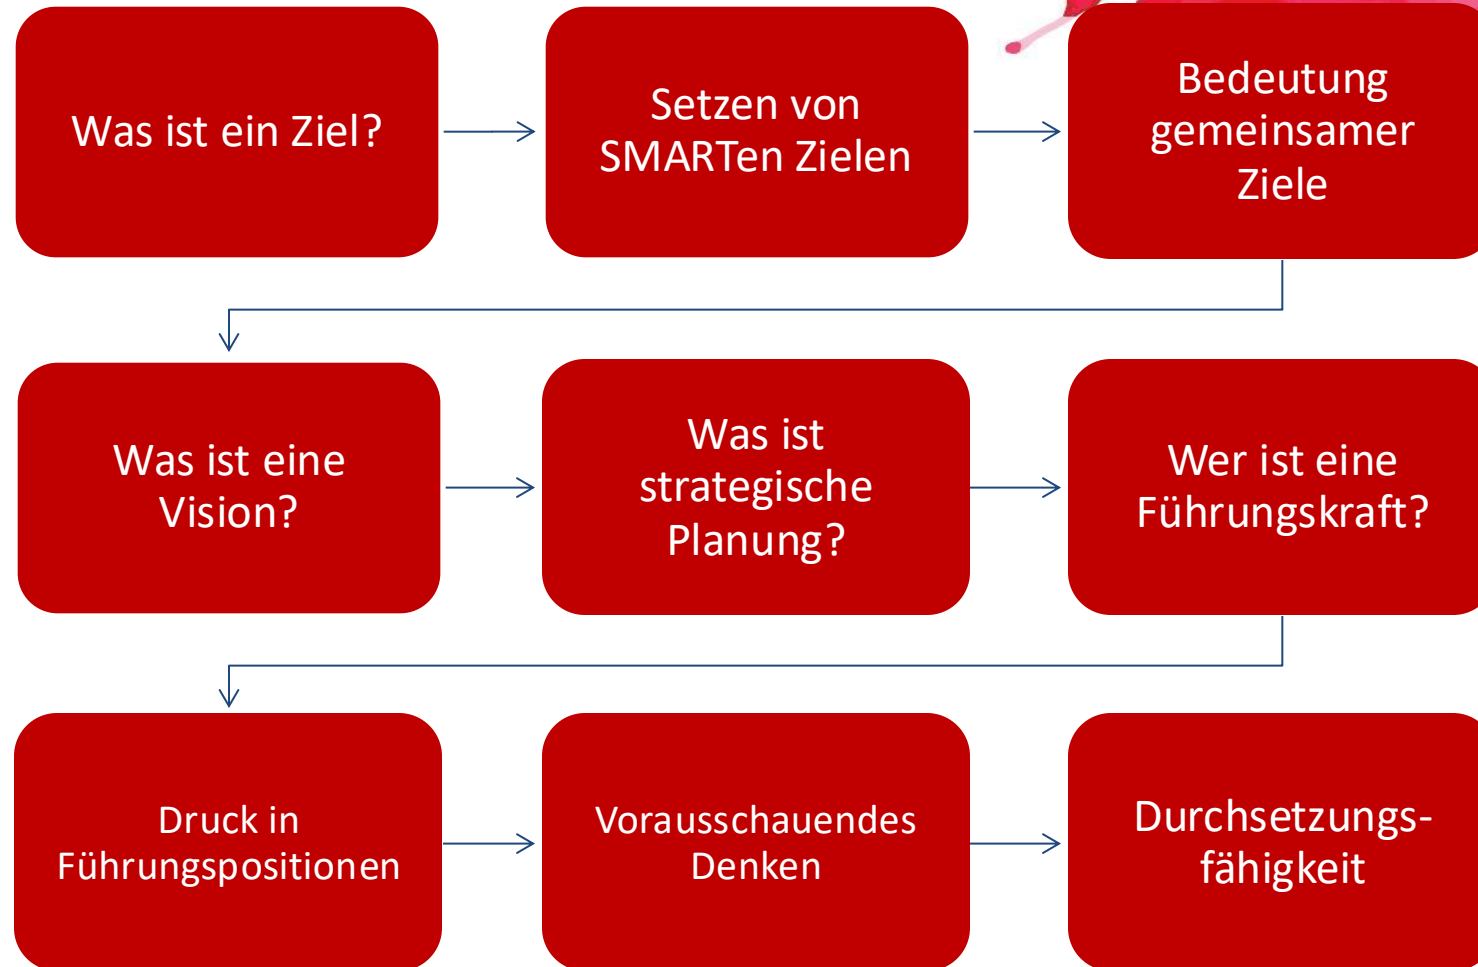 Was ist ein Ziel?
Setzen von
SMARTen Zielen
Bedeutung
gemeinsamer
Ziele
Was ist eine
Vision?
Was ist
strategische
Planung?
Wer ist eine
Führungskraft?
Druck in
Führungspositionen
Vorausschauendes
Denken
Durchsetzungs-
fähigkeit